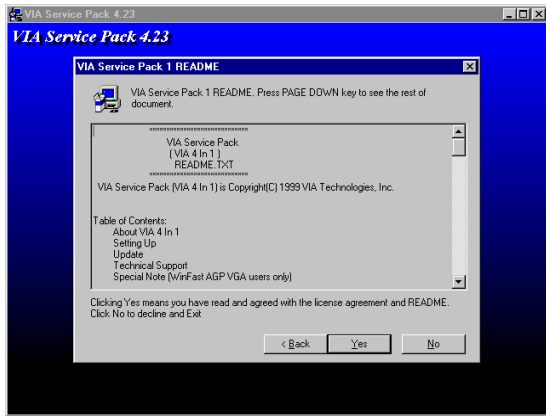 VIA Service Pack 4.23
VIA Service Pack 4.23
VIA Service Pack 1 README
VIA Service Pack 1 README. Press PAGE DOWN key to see the rest of
document.
VIA Service Pack
( VIA 4 In 1 )
README.TXT
VIA Service Pack (VIA 4 In 1) is Copyright(C) 1999 VIA Technologies, Inc.
Table of Contents:
About VIA 4 In 1
Setting Up
Update
Technical Support
Special Note (WinFast AGP VGA users only)
Clicking Yes means you have read and agreed with the license agreement and README.
Click No to decline and Exit
< Back
Yes
No